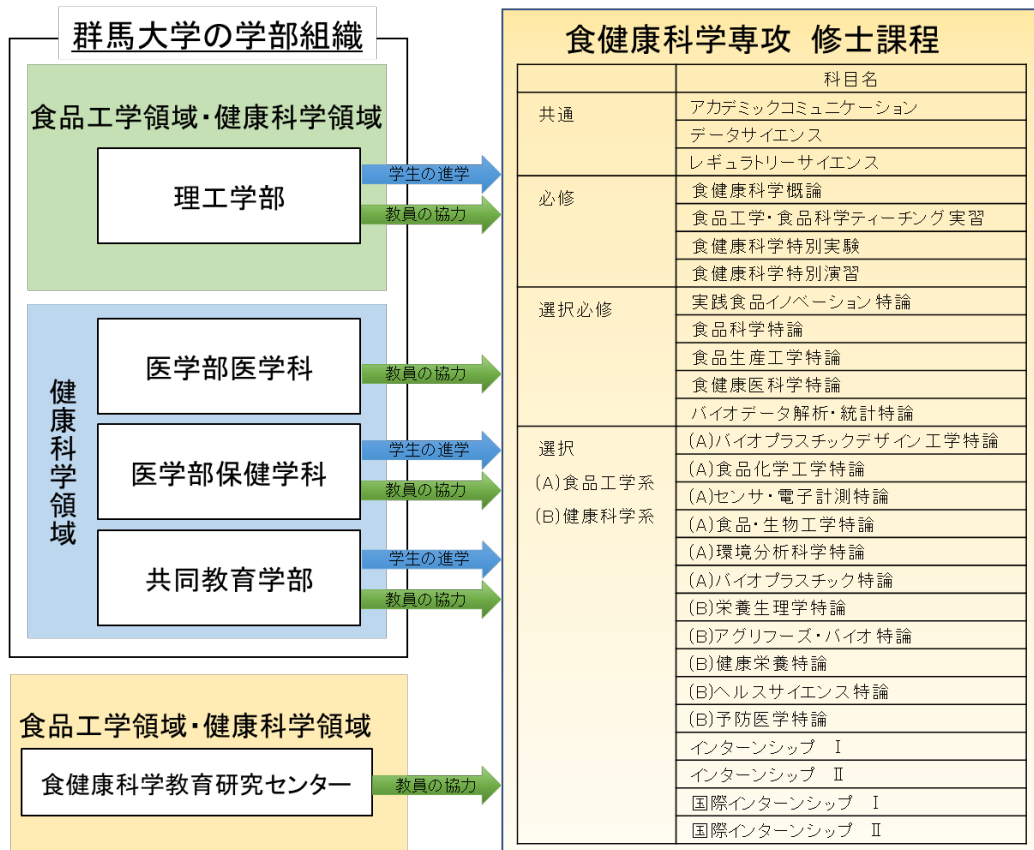 群馬大学の学部組織
食品工学領域・健康科学領域
理工学部
学生の進学
教員の協力
健康科学領域
医学部医学科
教員の協力
医学部保健学科
学生の進学
教員の協力
共同教育学部
学生の進学
教員の協力
食品工学領域・健康科学領域
食健康科学教育研究センター
教員の協力
食健康科学専攻 修士課程
科目名
共通
アカデミックコミュニケーション
データサイエンス
レギュラトリーサイエンス
必修
食健康科学概論
食品工学・食品科学ティーチング実習
食健康科学特別実験
食健康科学特別演習
選択必修
実践食品イノベーション特論
食品科学特論
食品生産工学特論
食健康医科学特論
バイオデータ解析・統計特論
選択
(A)食品工学系
(B)健康科学系
(A)バイオプラスチックデザイン工学特論
(A)食品化学工学特論
(A)センサ・電子計測特論
(A)食品・生物工学特論
(A)環境分析科学特論
(A)バイオプラスチック特論
(B)栄養生理学特論
(B)アグリフーズ・バイオ特論
(B)健康栄養特論
(B)ヘルスサイエンス特論
(B)予防医学特論
インターンシップ Ⅰ
インターンシップ Ⅱ
国際インターンシップ Ⅰ
国際インターンシップ Ⅱ